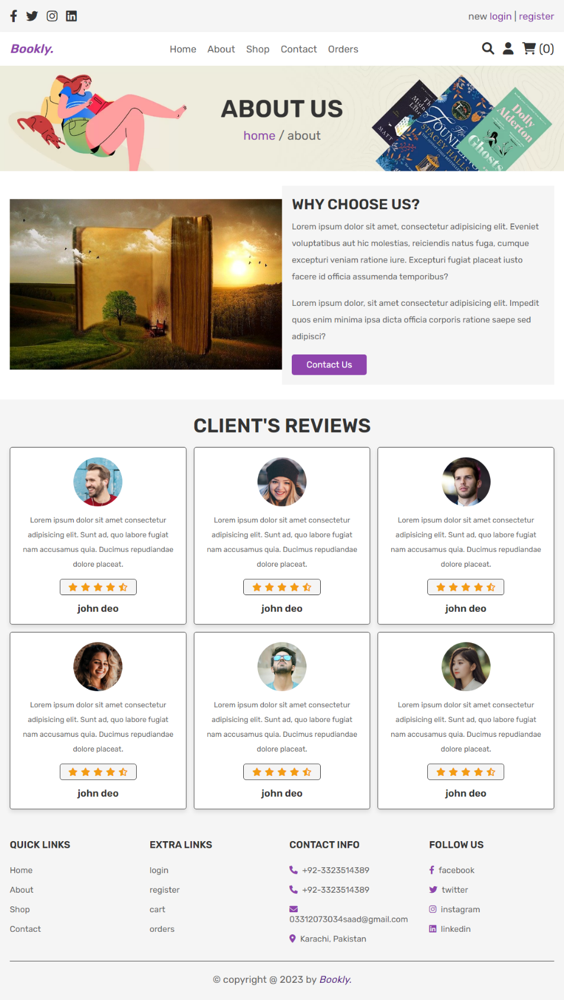 new login | register
Bookly.
Home About Shop Contact Orders
(0)
ABOUT US
home / about
MATT
The
FOUNDLING
STACEY HALLS
Dolly
Alderton
Ghosts
WHY CHOOSE US?
Lorem ipsum dolor sit amet, consectetur adipisicing elit. Eveniet
voluptatibus aut hic molestias, reiciendis natus fuga, cumque
excepturi veniam ratione iure. Excepturi fugiat placeat iusto
facere id officia assumenda temporibus?
Lorem ipsum dolor, sit amet consectetur adipisicing elit. Impedit
quos enim minima ipsa dicta officia corporis ratione saepe sed
adipisci?
Contact Us
CLIENT'S REVIEWS
Lorem ipsum dolor sit amet consectetur
adipisicing elit. Sunt ad, quo labore fugiat
nam accusamus quia. Ducimus repudiandae
dolore placeat.
john deo
Lorem ipsum dolor sit amet consectetur
adipisicing elit. Sunt ad, quo labore fugiat
nam accusamus quia. Ducimus repudiandae
dolore placeat.
john deo
Lorem ipsum dolor sit amet consectetur
adipisicing elit. Sunt ad, quo labore fugiat
nam accusamus quia. Ducimus repudiandae
dolore placeat.
john deo
Lorem ipsum dolor sit amet consectetur
adipisicing elit. Sunt ad, quo labore fugiat
nam accusamus quia. Ducimus repudiandae
dolore placeat.
john deo
Lorem ipsum dolor sit amet consectetur
adipisicing elit. Sunt ad, quo labore fugiat
nam accusamus quia. Ducimus repudiandae
dolore placeat.
john deo
Lorem ipsum dolor sit amet consectetur
adipisicing elit. Sunt ad, quo labore fugiat
nam accusamus quia. Ducimus repudiandae
dolore placeat.
john deo
QUICK LINKS
Home
About
Shop
Contact
EXTRA LINKS
login
register
cart
orders
CONTACT INFO
+92-3323514389
+92-3323514389
03312073034saad@gmail.com
Karachi, Pakistan
FOLLOW US
facebook
twitter
instagram
linkedin
© copyright @ 2023 by Bookly.